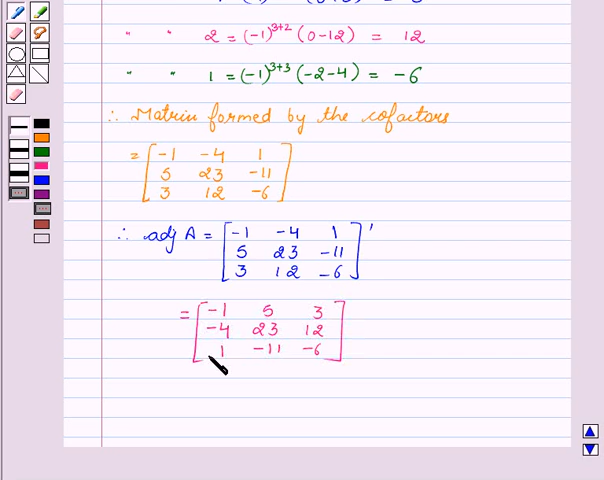 " " 2 = (-1)³⁺² (0-12) = 12
" " 1 = (-1)³⁺³ (-2-4) = -6
∴ Matrix formed by the cofactors
= [ -1 -4 1
5 23 -11
3 12 -6 ]
∴ adj A = [ -1 -4 1 ]'
5 23 -11
3 12 -6
= [ -1 5 3
-4 23 12
1 -11 -6 ]